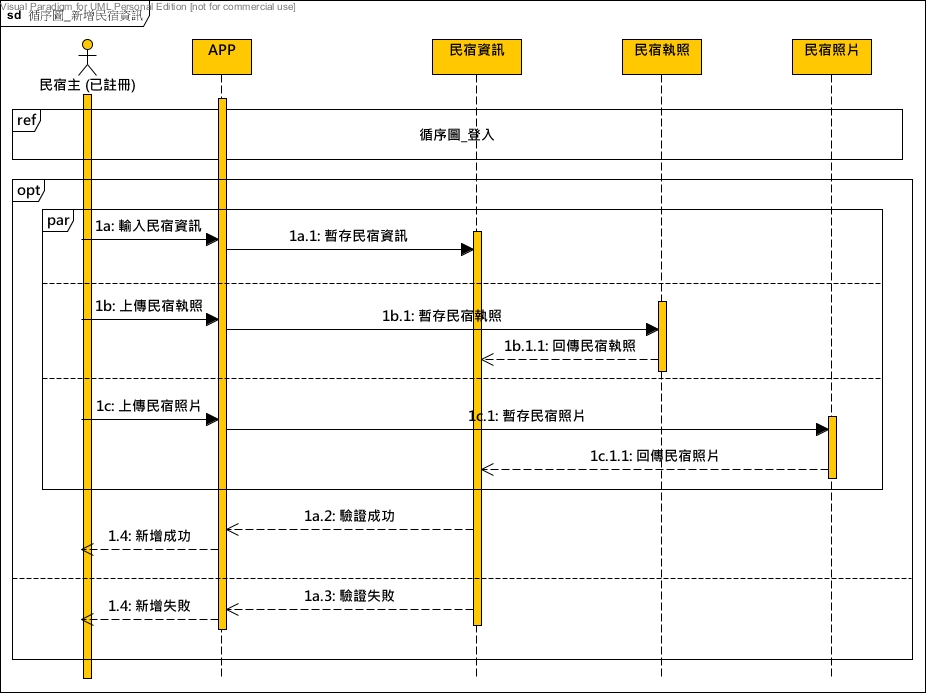 Visual Paradigm for UML Personal Edition [not for commercial use]
sd 循序圖_新增民宿資訊
民宿主 (已註冊)
APP
民宿資訊
民宿執照
民宿照片
ref
循序圖_登入
opt
par
1a: 輸入民宿資訊
1a.1: 暫存民宿資訊
1b: 上傳民宿執照
1b.1: 暫存民宿執照
1b.1.1: 回傳民宿執照
1c: 上傳民宿照片
1c.1: 暫存民宿照片
1c.1.1: 回傳民宿照片
1a.2: 驗證成功
1.4: 新增成功
1a.3: 驗證失敗
1.4: 新增失敗